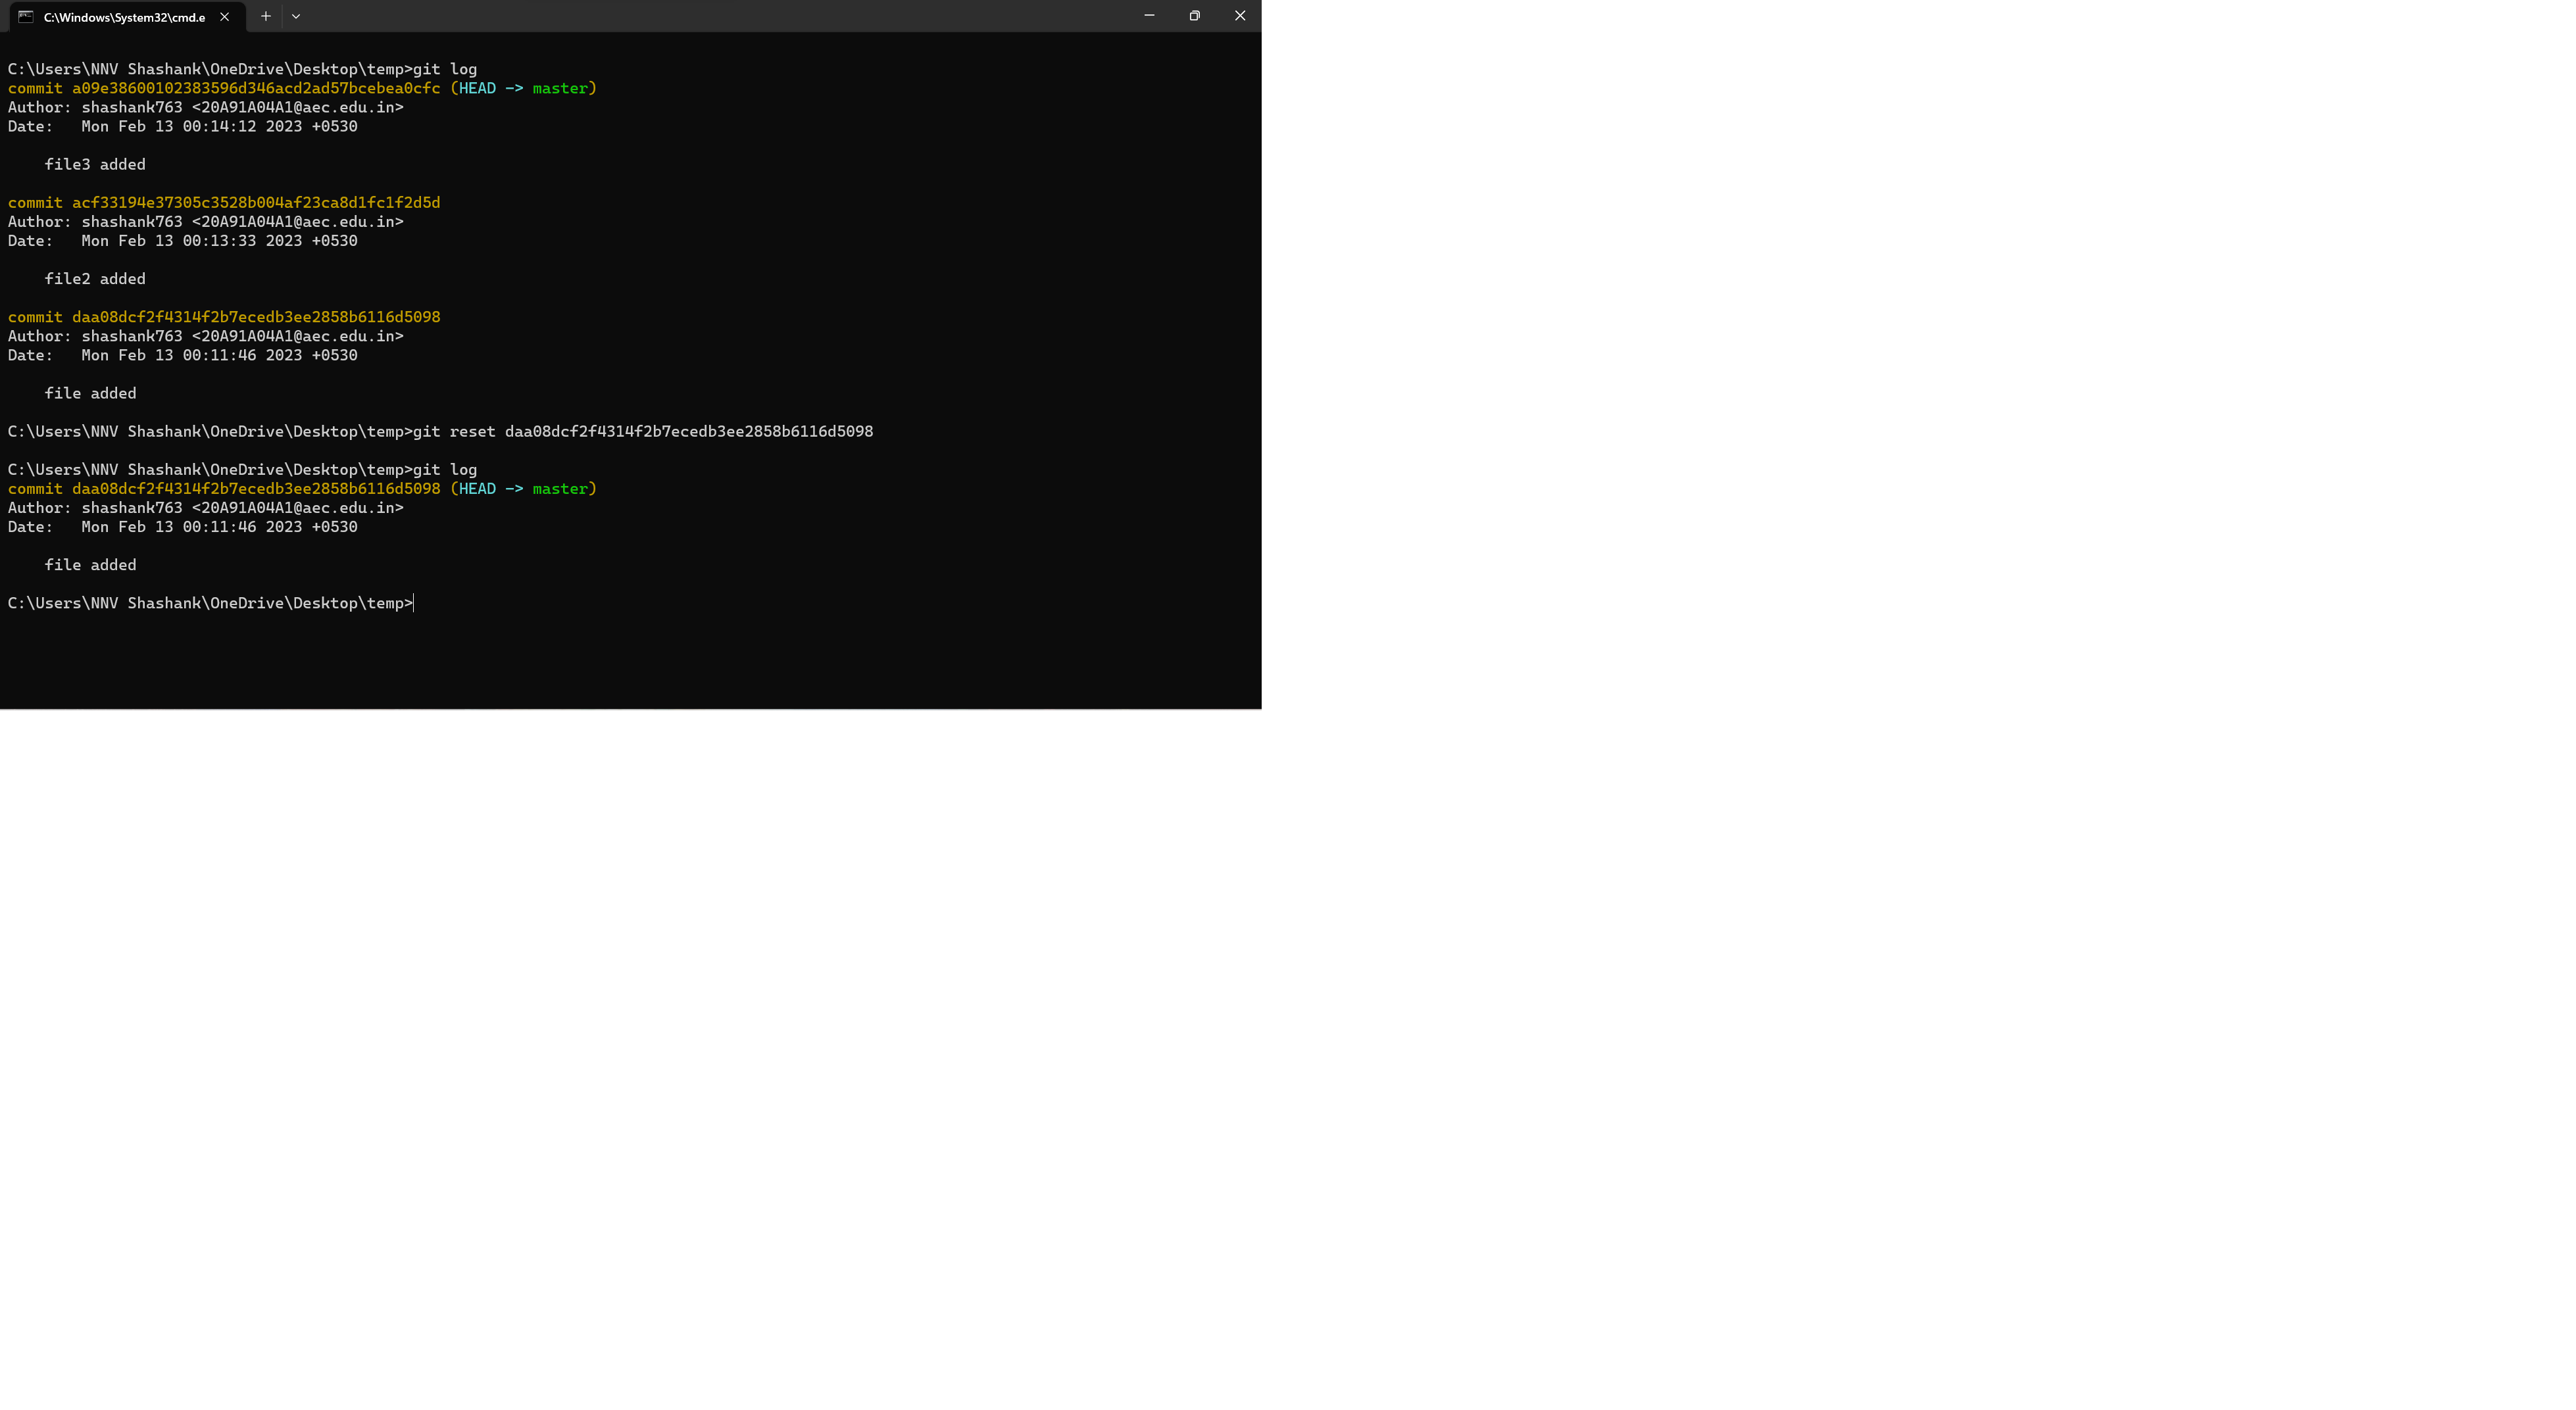 C:\Windows\System32\cmd.e
C:\Users\NNV Shashank\OneDrive\Desktop\temp>git log
commit a09e38600102383596d346acd2ad57bcebea0cfc (HEAD -> master)
Author: shashank763 <20A91A04A1@aec.edu.in>
Date:   Mon Feb 13 00:14:12 2023 +0530
    file3 added
commit acf33194e37305c3528b004af23ca8d1fc1f2d5d
Author: shashank763 <20A91A04A1@aec.edu.in>
Date:   Mon Feb 13 00:13:33 2023 +0530
    file2 added
commit daa08dcf2f4314f2b7ecedb3ee2858b6116d5098
Author: shashank763 <20A91A04A1@aec.edu.in>
Date:   Mon Feb 13 00:11:46 2023 +0530
    file added
C:\Users\NNV Shashank\OneDrive\Desktop\temp>git reset daa08dcf2f4314f2b7ecedb3ee2858b6116d5098
C:\Users\NNV Shashank\OneDrive\Desktop\temp>git log
commit daa08dcf2f4314f2b7ecedb3ee2858b6116d5098 (HEAD -> master)
Author: shashank763 <20A91A04A1@aec.edu.in>
Date:   Mon Feb 13 00:11:46 2023 +0530
    file added
C:\Users\NNV Shashank\OneDrive\Desktop\temp>